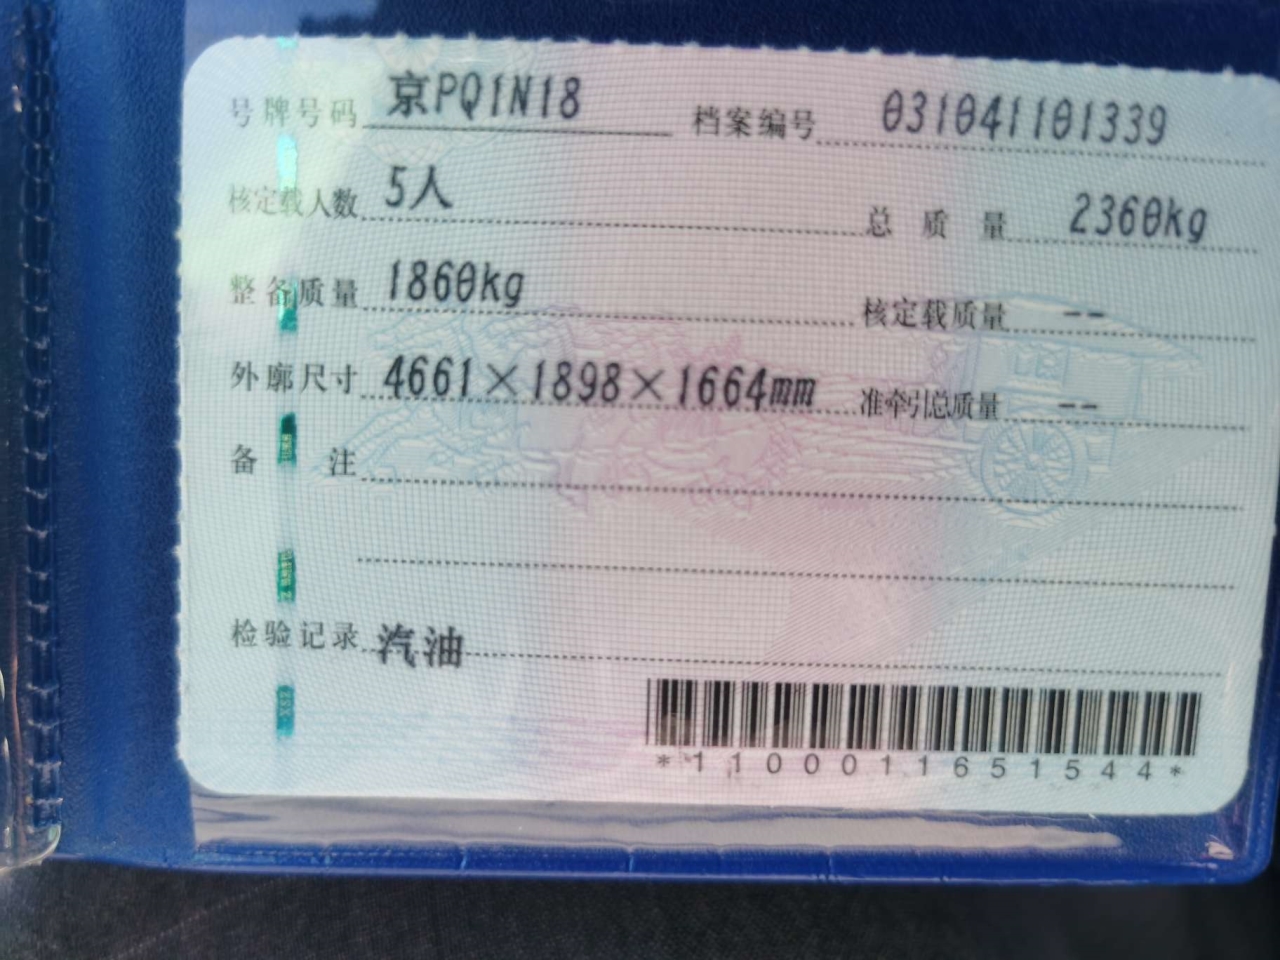 号牌号码 京PQ1N18 档案编号 031041101339
核定载人数 5人 总质量 2360kg
整备质量 1860kg 核定载质量 --
外廓尺寸 4661×1898×1664mm 准牵引总质量 --
备注
检验记录 汽油
*1100011651544*